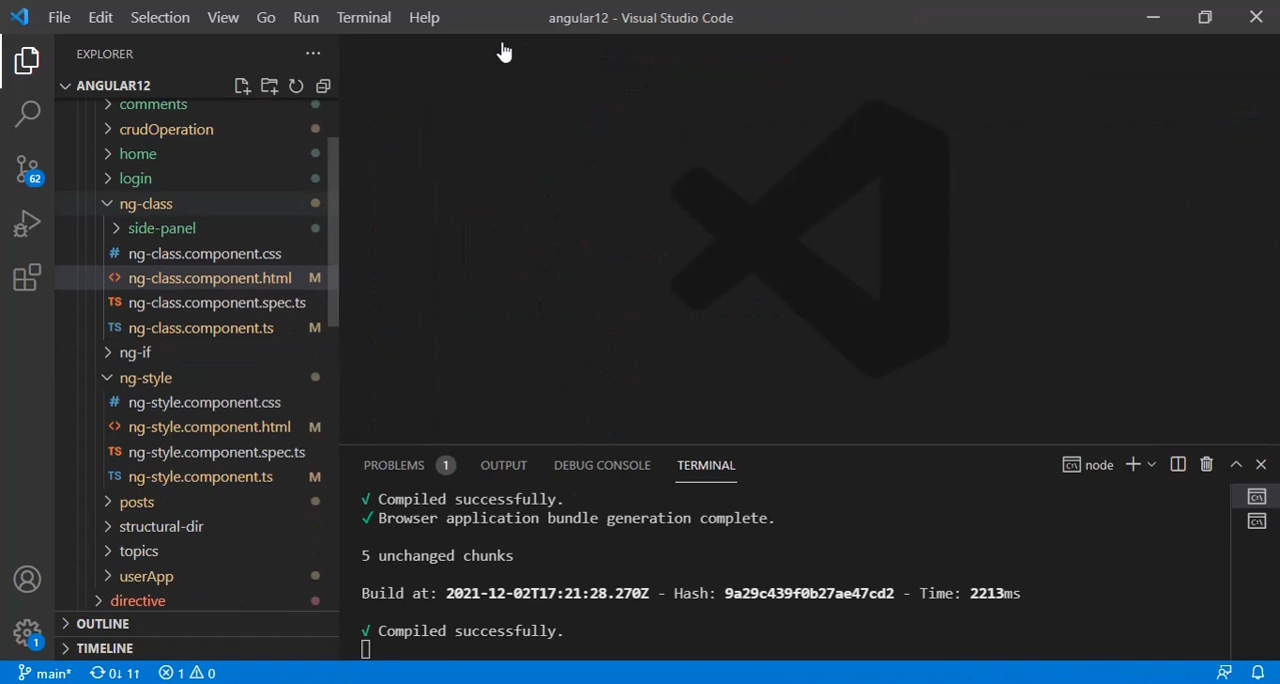 File Edit Selection View Go Run Terminal Help angular12 - Visual Studio Code
EXPLORER
ANGULAR12
comments
crudOperation
home
login
62
ng-class
side-panel
# ng-class.component.css
<> ng-class.component.html M
TS ng-class.component.spec.ts
TS ng-class.component.ts M
ng-if
ng-style
# ng-style.component.css
<> ng-style.component.html M
TS ng-style.component.spec.ts
TS ng-style.component.ts M
posts
structural-dir
topics
userApp
directive
OUTLINE
TIMELINE
1
PROBLEMS 1 OUTPUT DEBUG CONSOLE TERMINAL node
√ Compiled successfully.
√ Browser application bundle generation complete.
5 unchanged chunks
Build at: 2021-12-02T17:21:28.270Z - Hash: 9a29c439f0b27ae47cd2 - Time: 2213ms
√ Compiled successfully.
main* 0↓ 1↑ 1 0